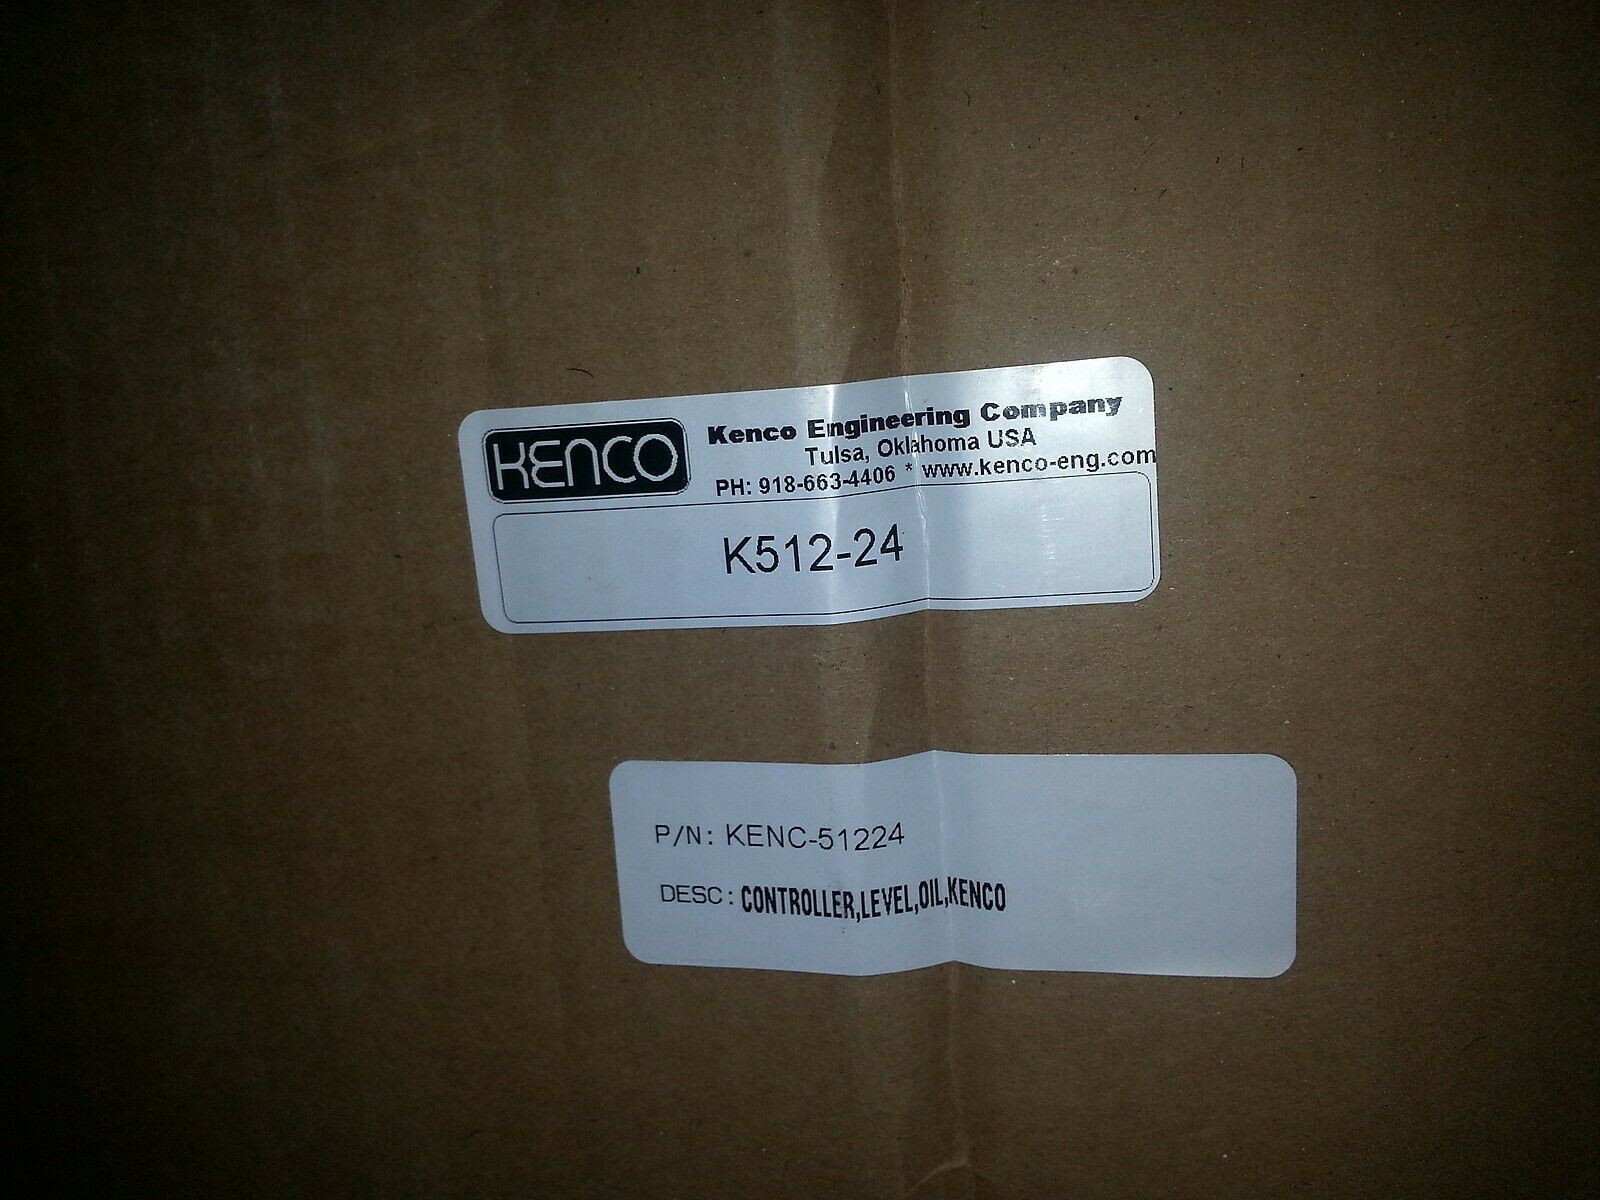 KENCO
Kenco Engineering Company
Tulsa, Oklahoma USA
PH: 918-663-4406 * www.kenco-eng.com
K512-24
P/N: KENC-51224
DESC: CONTROLLER,LEVEL,OIL,KENCO